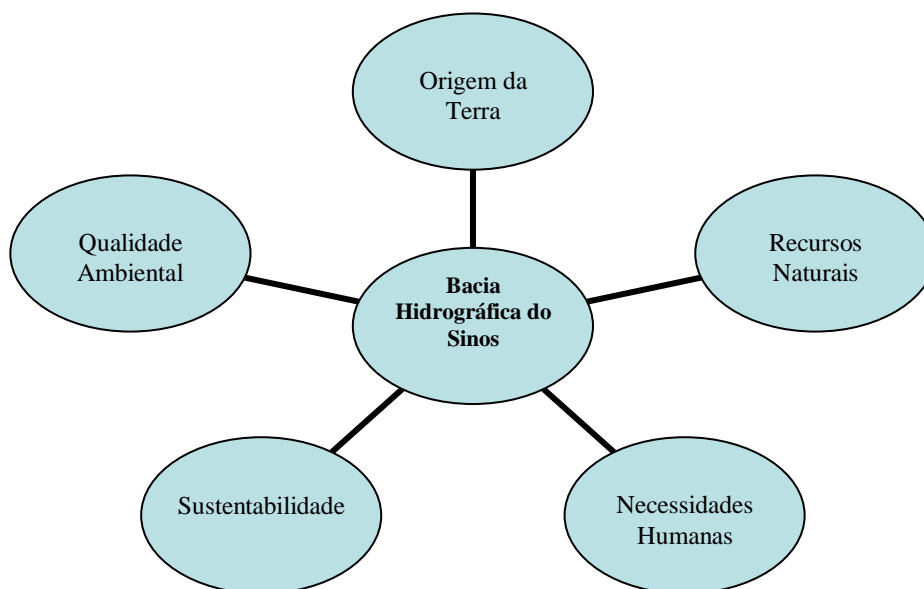 Origem da
Terra
Qualidade
Ambiental
Recursos
Naturais
Bacia
Hidrográfica do
Sinos
Sustentabilidade
Necessidades
Humanas